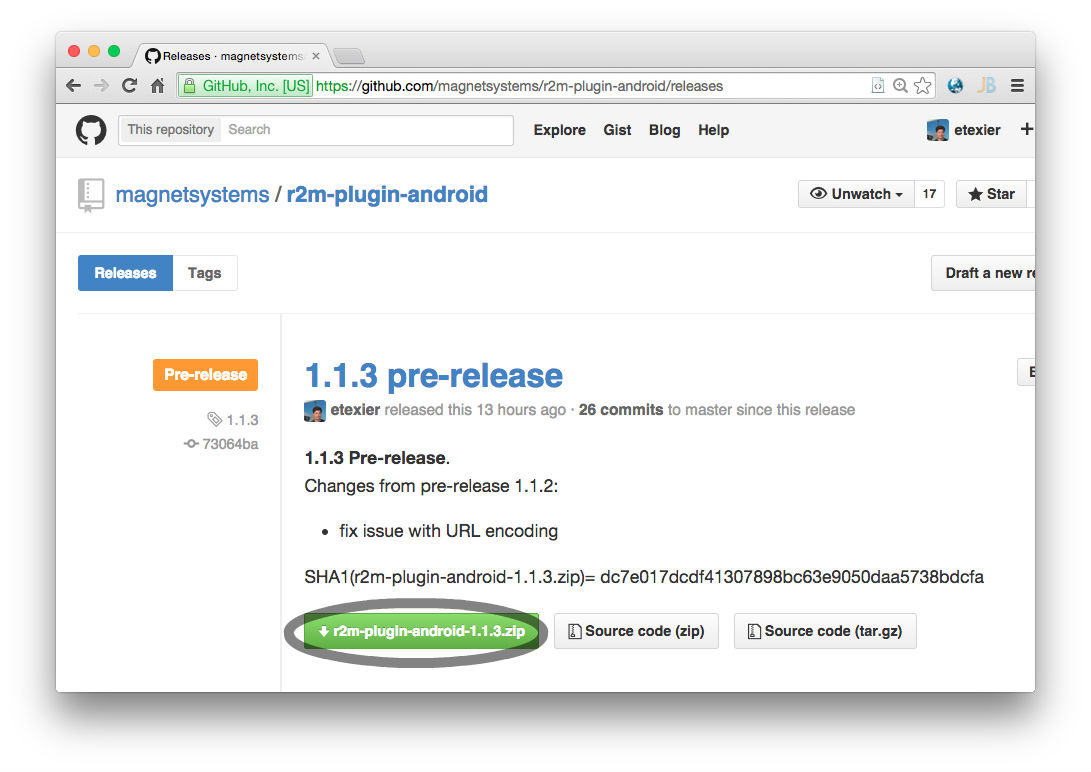 Releases · magnetsystems
GitHub, Inc. [US] https://github.com/magnetsystems/r2m-plugin-android/releases
JB
This repository Search Explore Gist Blog Help etexier
magnetsystems / r2m-plugin-android Unwatch 17 Star
Releases Tags Draft a new re
Pre-release 1.1.3 pre-release E
etexier released this 13 hours ago · 26 commits to master since this release
1.1.3
73064ba
1.1.3 Pre-release.
Changes from pre-release 1.1.2:
• fix issue with URL encoding
SHA1(r2m-plugin-android-1.1.3.zip)= dc7e017dcdf41307898bc63e9050daa5738bdcfa
r2m-plugin-android-1.1.3.zip Source code (zip) Source code (tar.gz)